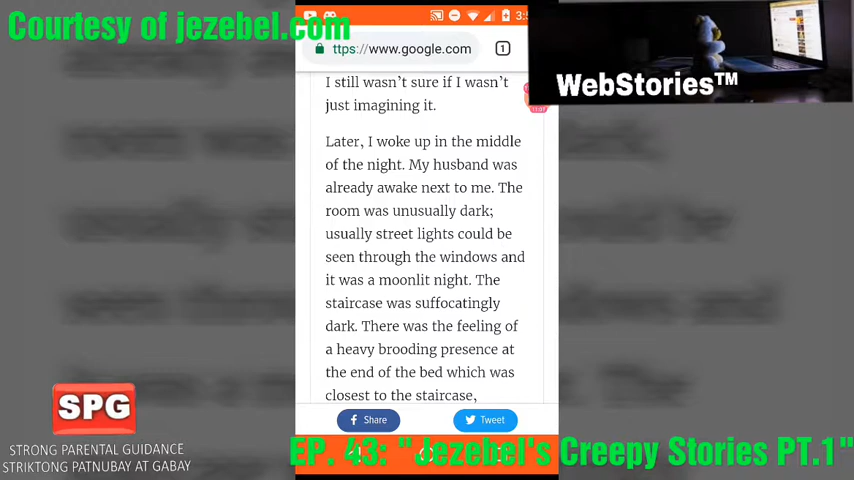 Courtesy of jezebel.com
ttps://www.google.com
1
WebStories™
I still wasn't sure if I wasn't
just imagining it.
Later, I woke up in the middle
of the night. My husband was
already awake next to me. The
room was unusually dark;
usually street lights could be
seen through the windows and
it was a moonlit night. The
staircase was suffocatingly
dark. There was the feeling of
a heavy brooding presence at
the end of the bed which was
closest to the staircase,
Share
Tweet
SPG
STRONG PARENTAL GUIDANCE
STRIKTONG PATNUBAY AT GABAY
EP. 43: "Jezebel's Creepy Stories PT.1"